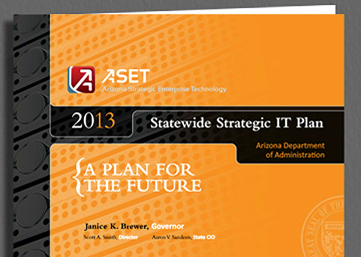 ASET
Arizona Strategic Enterprise Technology
2013 Statewide Strategic IT Plan
Arizona Department
of Administration
{A PLAN FOR
THE FUTURE
Janice K. Brewer, Governor
Scott A. Smith, Director Aaron V. Sandeen, State CIO